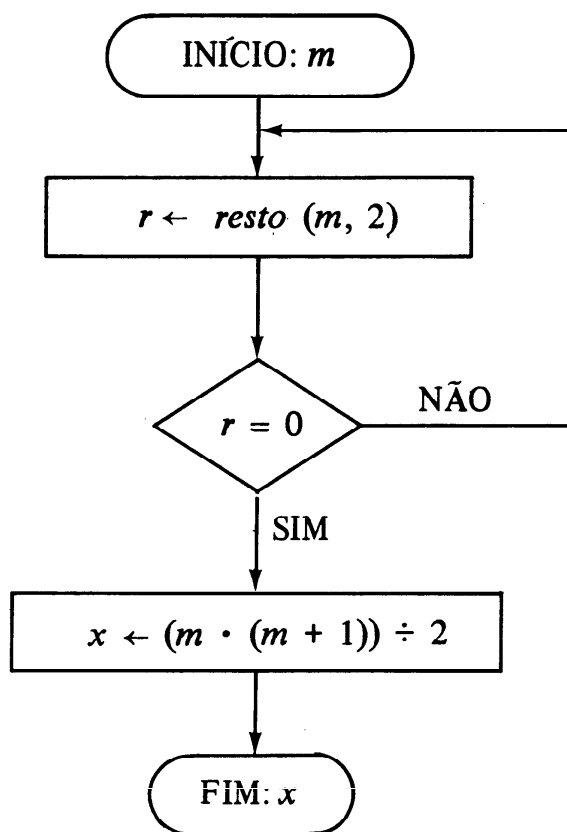 INÍCIO: m
r ← resto (m, 2)
r = 0
NÃO
SIM
x ← (m · (m + 1)) ÷ 2
FIM: x